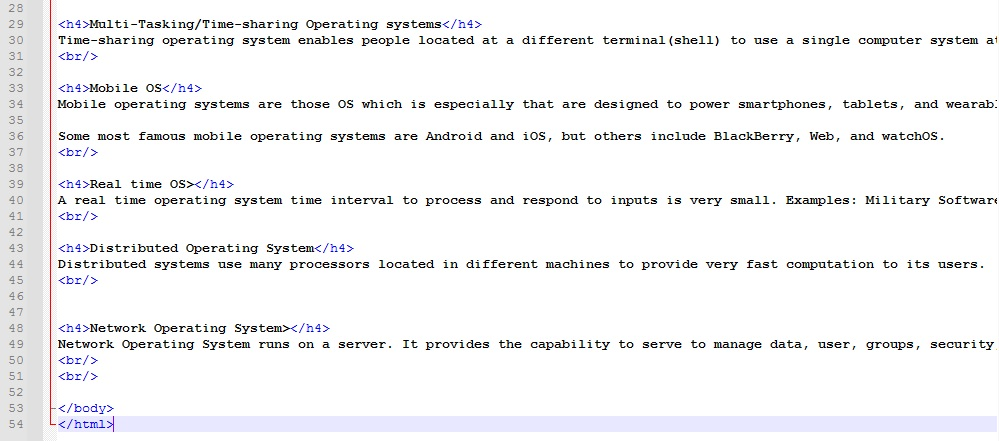 28
29 <h4>Multi-Tasking/Time-sharing Operating systems</h4>
30 Time-sharing operating system enables people located at a different terminal(shell) to use a single computer system
31 <br/>
32
33 <h4>Mobile OS</h4>
34 Mobile operating systems are those OS which is especially that are designed to power smartphones, tablets, and
35
36 Some most famous mobile operating systems are Android and iOS, but others include BlackBerry, Web, and watchOS.
37 <br/>
38
39 <h4>Real time OS></h4>
40 A real time operating system time interval to process and respond to inputs is very small. Examples: Military Software
41 <br/>
42
43 <h4>Distributed Operating System</h4>
44 Distributed systems use many processors located in different machines to provide very fast computation to its users.
45 <br/>
46
47
48 <h4>Network Operating System></h4>
49 Network Operating System runs on a server. It provides the capability to serve to manage data, user, groups, security
50 <br/>
51 <br/>
52
53 </body>
54 </html>